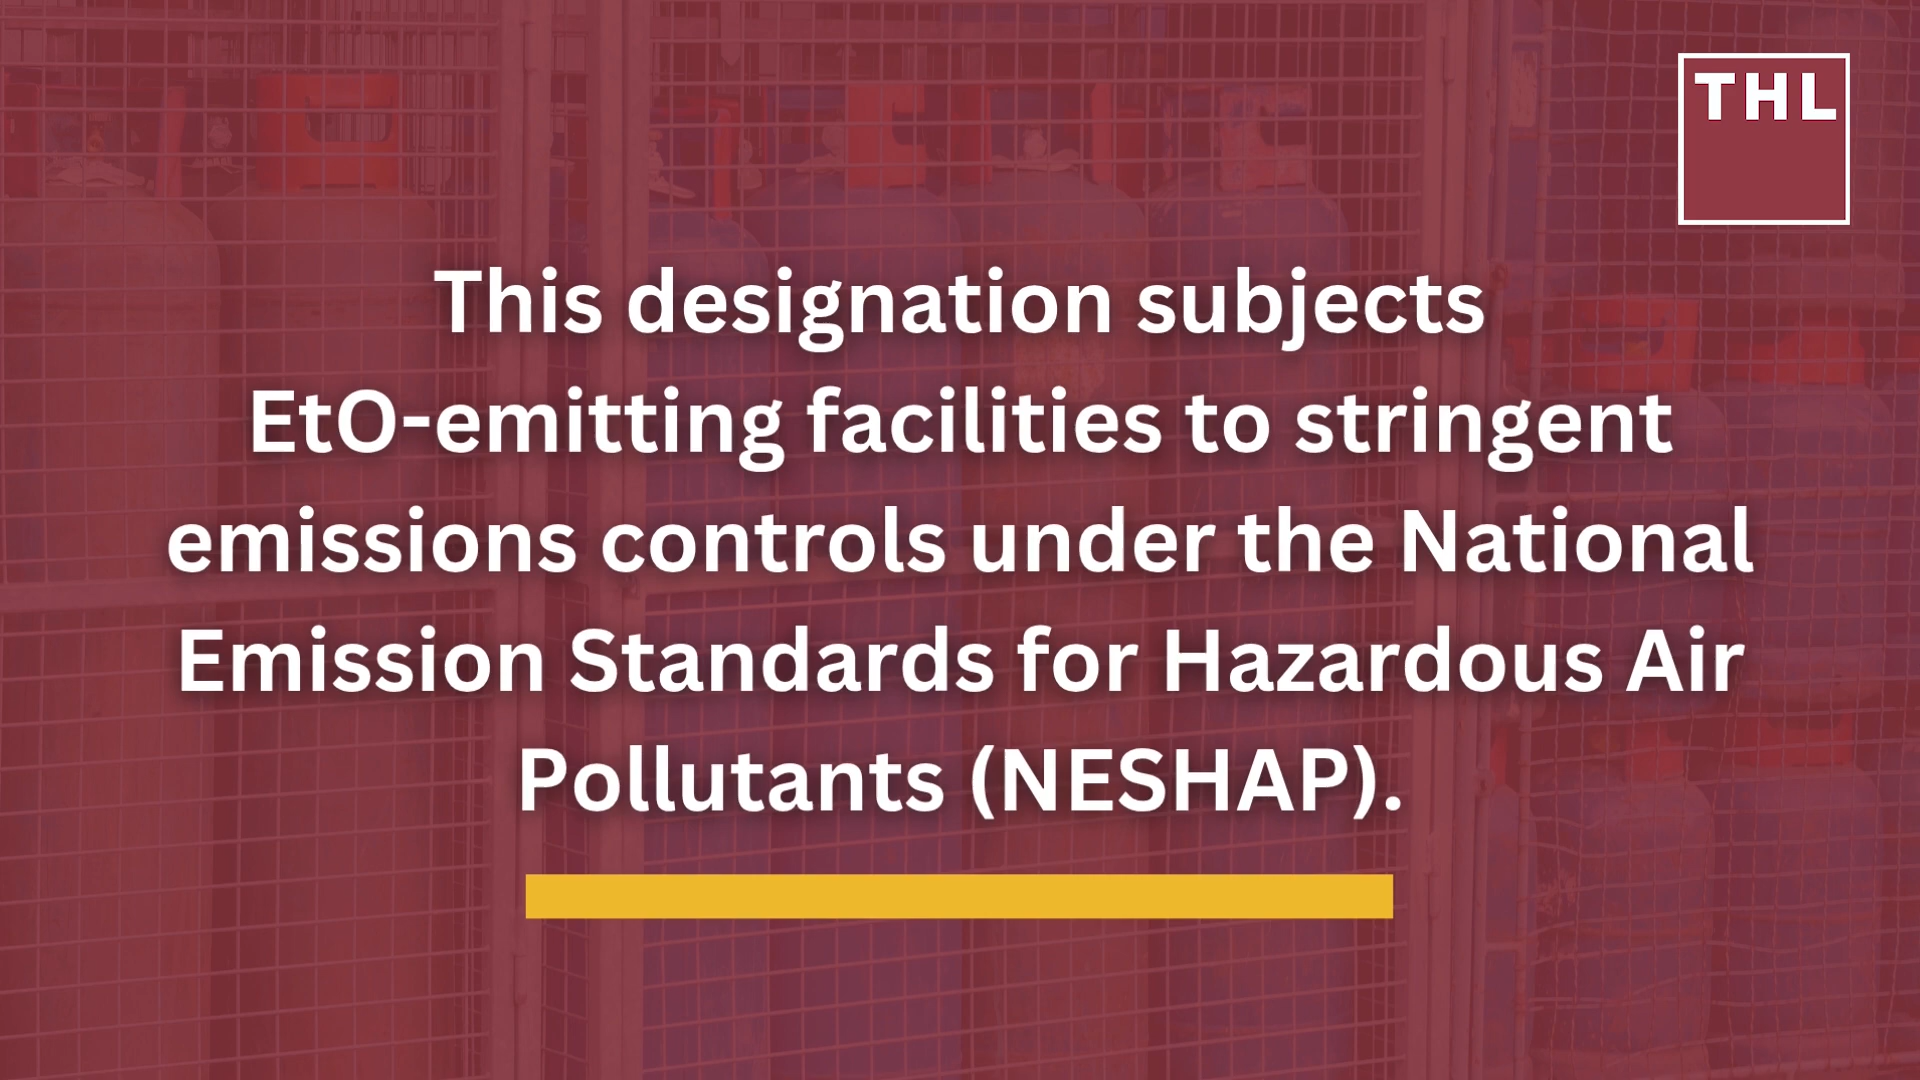 THL
This designation subjects
EtO-emitting facilities to stringent
emissions controls under the National
Emission Standards for Hazardous Air
Pollutants (NESHAP).